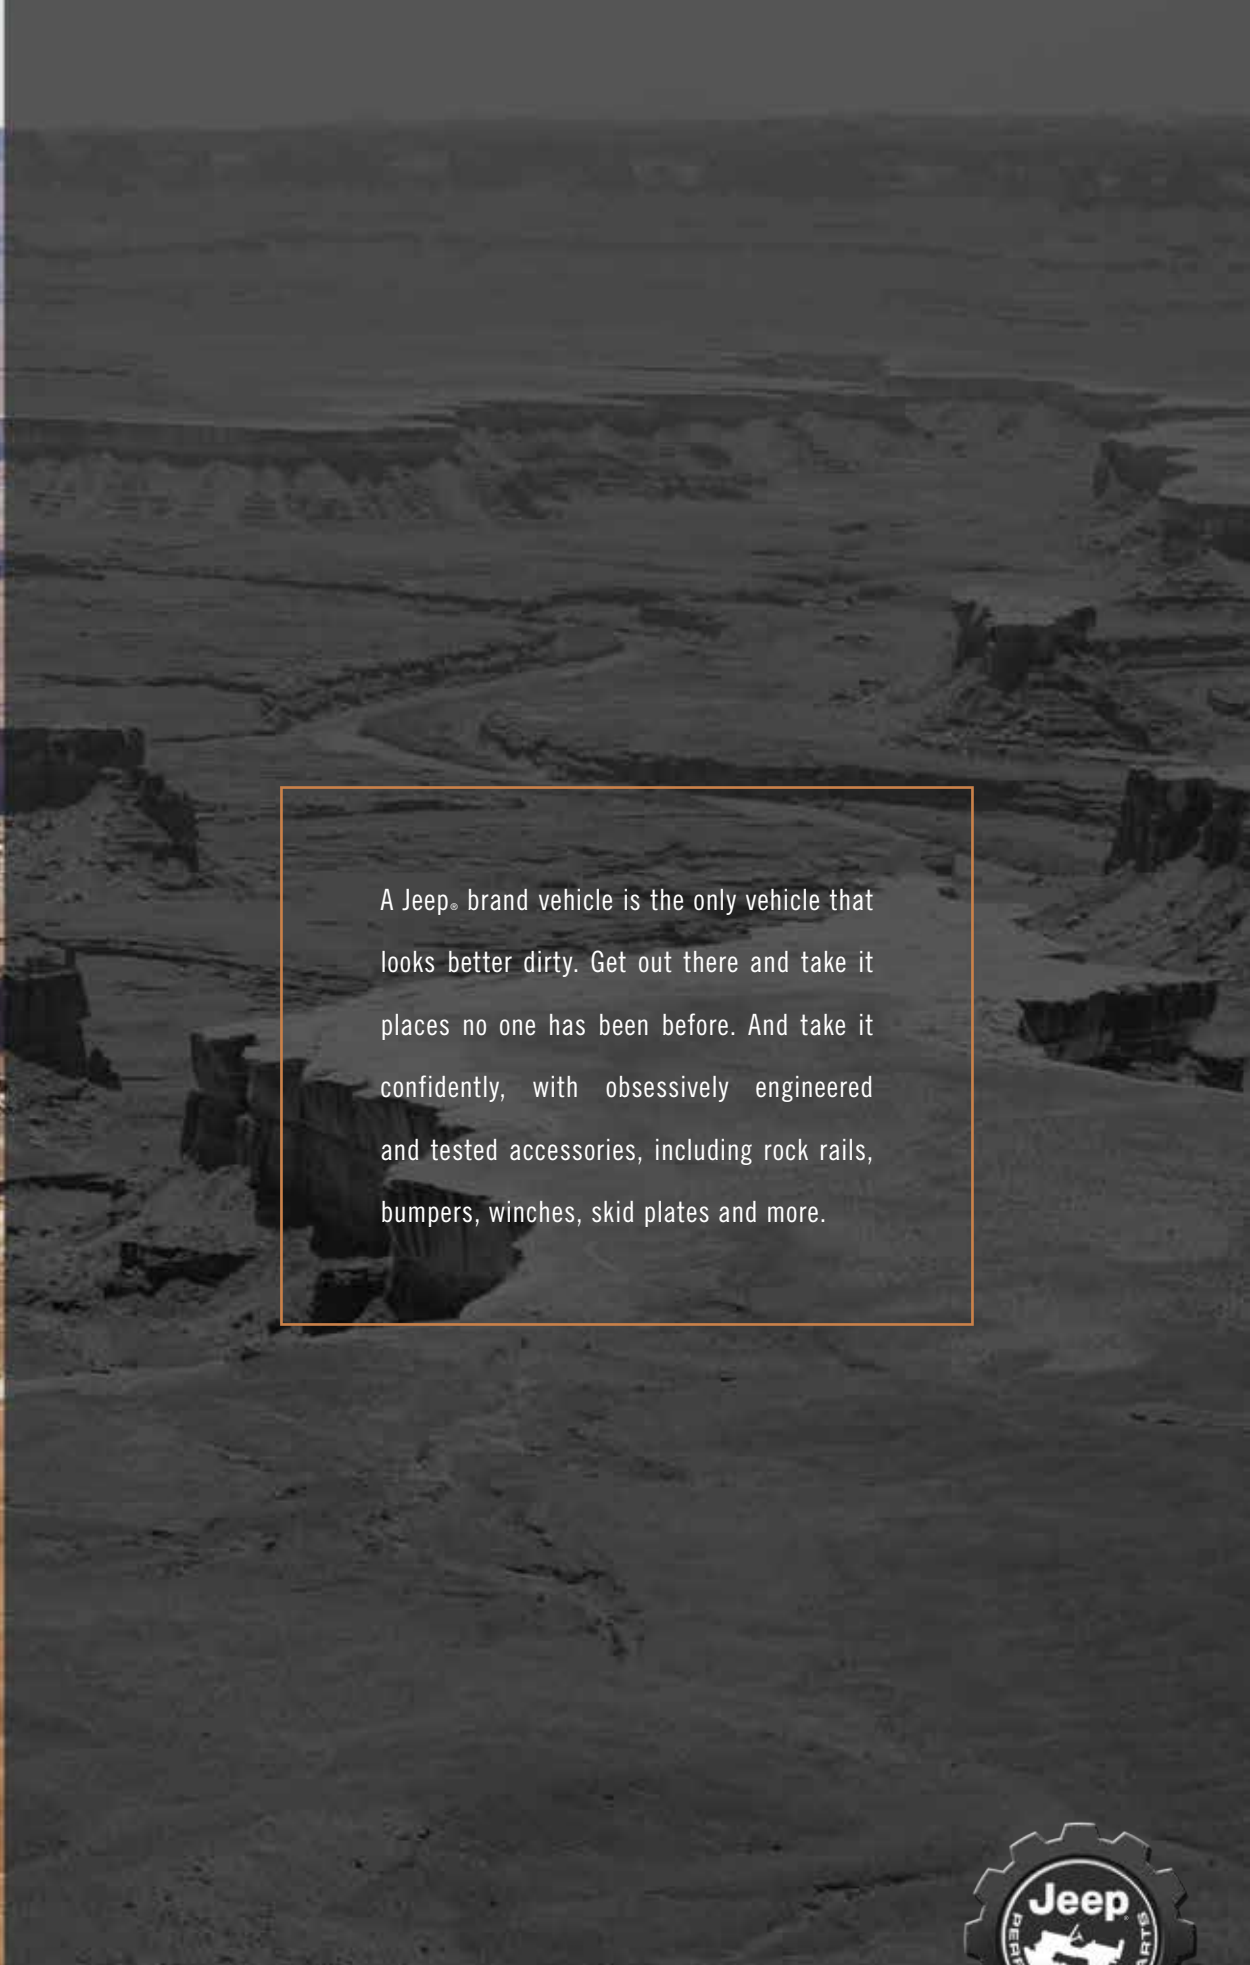 A Jeep® brand vehicle is the only vehicle that
looks better dirty. Get out there and take it
places no one has been before. And take it
confidently, with obsessively engineered
and tested accessories, including rock rails,
bumpers, winches, skid plates and more.
Jeep